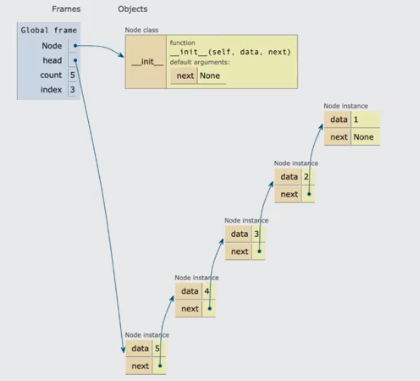 Frames Objects
Global frame
Node
head
count 5
index 3
Node class
__init__
function
__init__(self, data, next)
default arguments:
next None
Node instance
data 1
next None
Node instance
data 2
next
Node instance
data 3
next
Node instance
data 4
next
Node instance
data 5
next